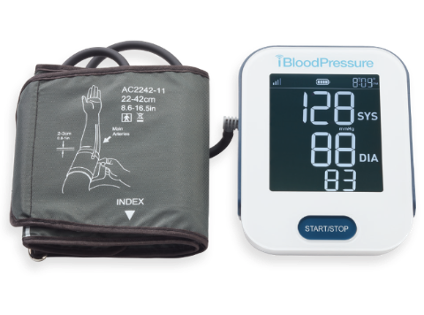 AC2242-11
22-42cm
8.6-16.5in
Main
Arteries
INDEX
iBloodPressure
128 SYS
mmHg
88 DIA
83
START/STOP